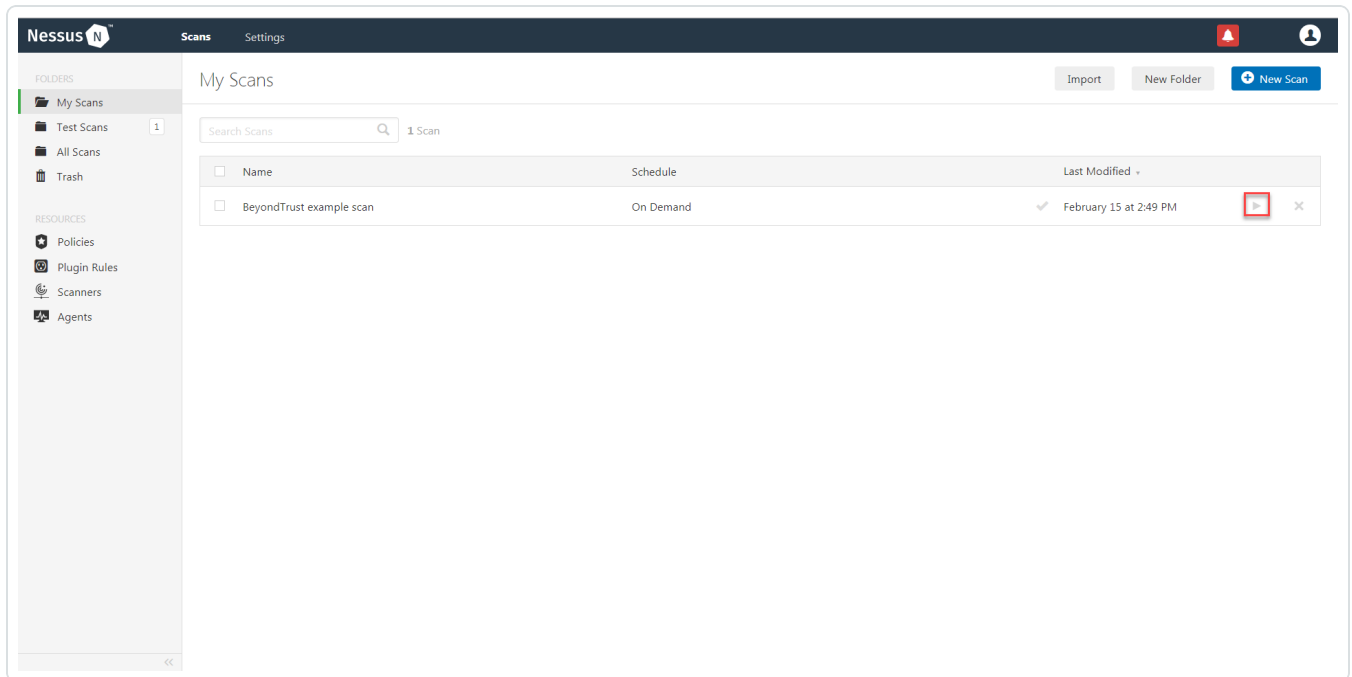 Nessus N ™
Scans Settings
FOLDERS
My Scans
Test Scans 1
All Scans
Trash
RESOURCES
Policies
Plugin Rules
Scanners
Agents
My Scans
Import New Folder New Scan
Search Scans 1 Scan
Name Schedule Last Modified
BeyondTrust example scan On Demand February 15 at 2:49 PM